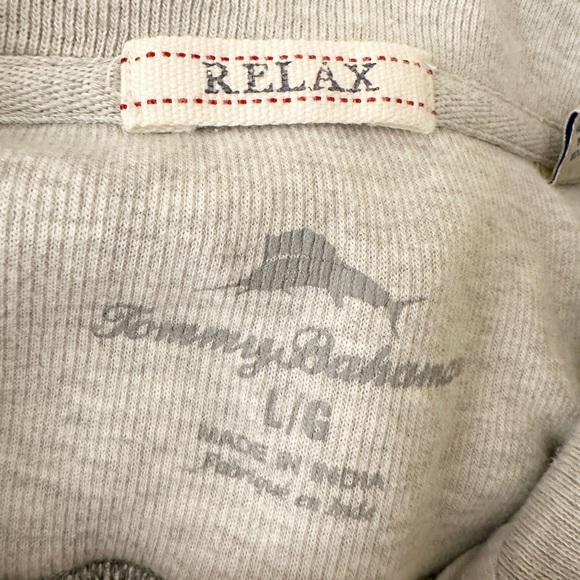 RELAX
Tommy Bahama
L/G
MADE IN INDIA
Fabriqué en Inde